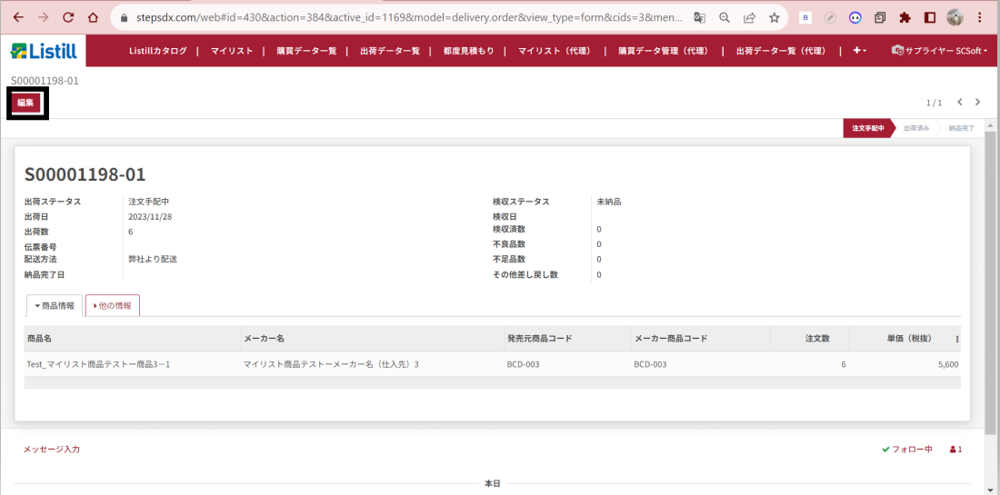 stepsdx.com/web#id=430&action=384&active_id=1169&model=delivery.order&view_type=form&cids=3&men...
B
Listill
Listillカタログ | マイリスト | 購買データ一覧 | 出荷データ一覧 | 都度見積もり | マイリスト（代理） | 購買データ管理（代理） | 出荷データ一覧（代理） | +
サプライヤー SCSoft
S00001198-01
編集
1 / 1
注文手配中 出荷済み 納品完了
S00001198-01
出荷ステータス 注文手配中 検収ステータス 未納品
出荷日 2023/11/28 検収日
出荷数 6 検収済数 0
伝票番号 不良品数 0
配送方法 弊社より配送 不足品数 0
納品完了日 その他差し戻し数 0
商品情報 他の情報
商品名 メーカー名 発売元商品コード メーカー商品コード 注文数 単価（税抜）
Test_マイリスト商品テストー商品3－1 マイリスト商品テストーメーカー名（仕入先）3 BCD-003 BCD-003 6 5,600
メッセージ入力 フォロー中 1
本日